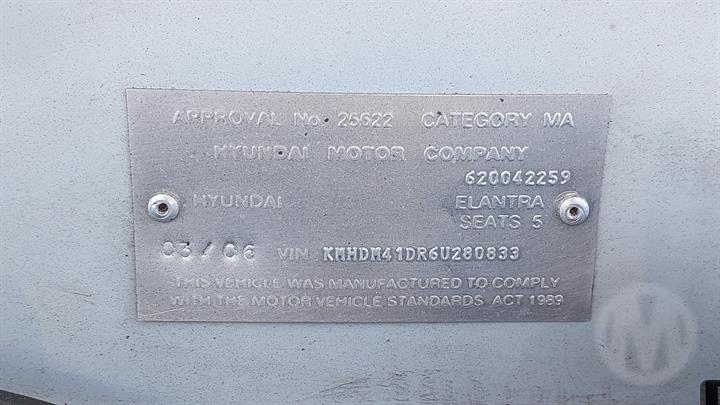 APPROVAL No. 25622 CATEGORY MA
HYUNDAI MOTOR COMPANY
620042259
HYUNDAI ELANTRA
SEATS 5
03/06 VIN KMHDM41DR6U280833
THIS VEHICLE WAS MANUFACTURED TO COMPLY
WITH THE MOTOR VEHICLE STANDARDS ACT 1989
M